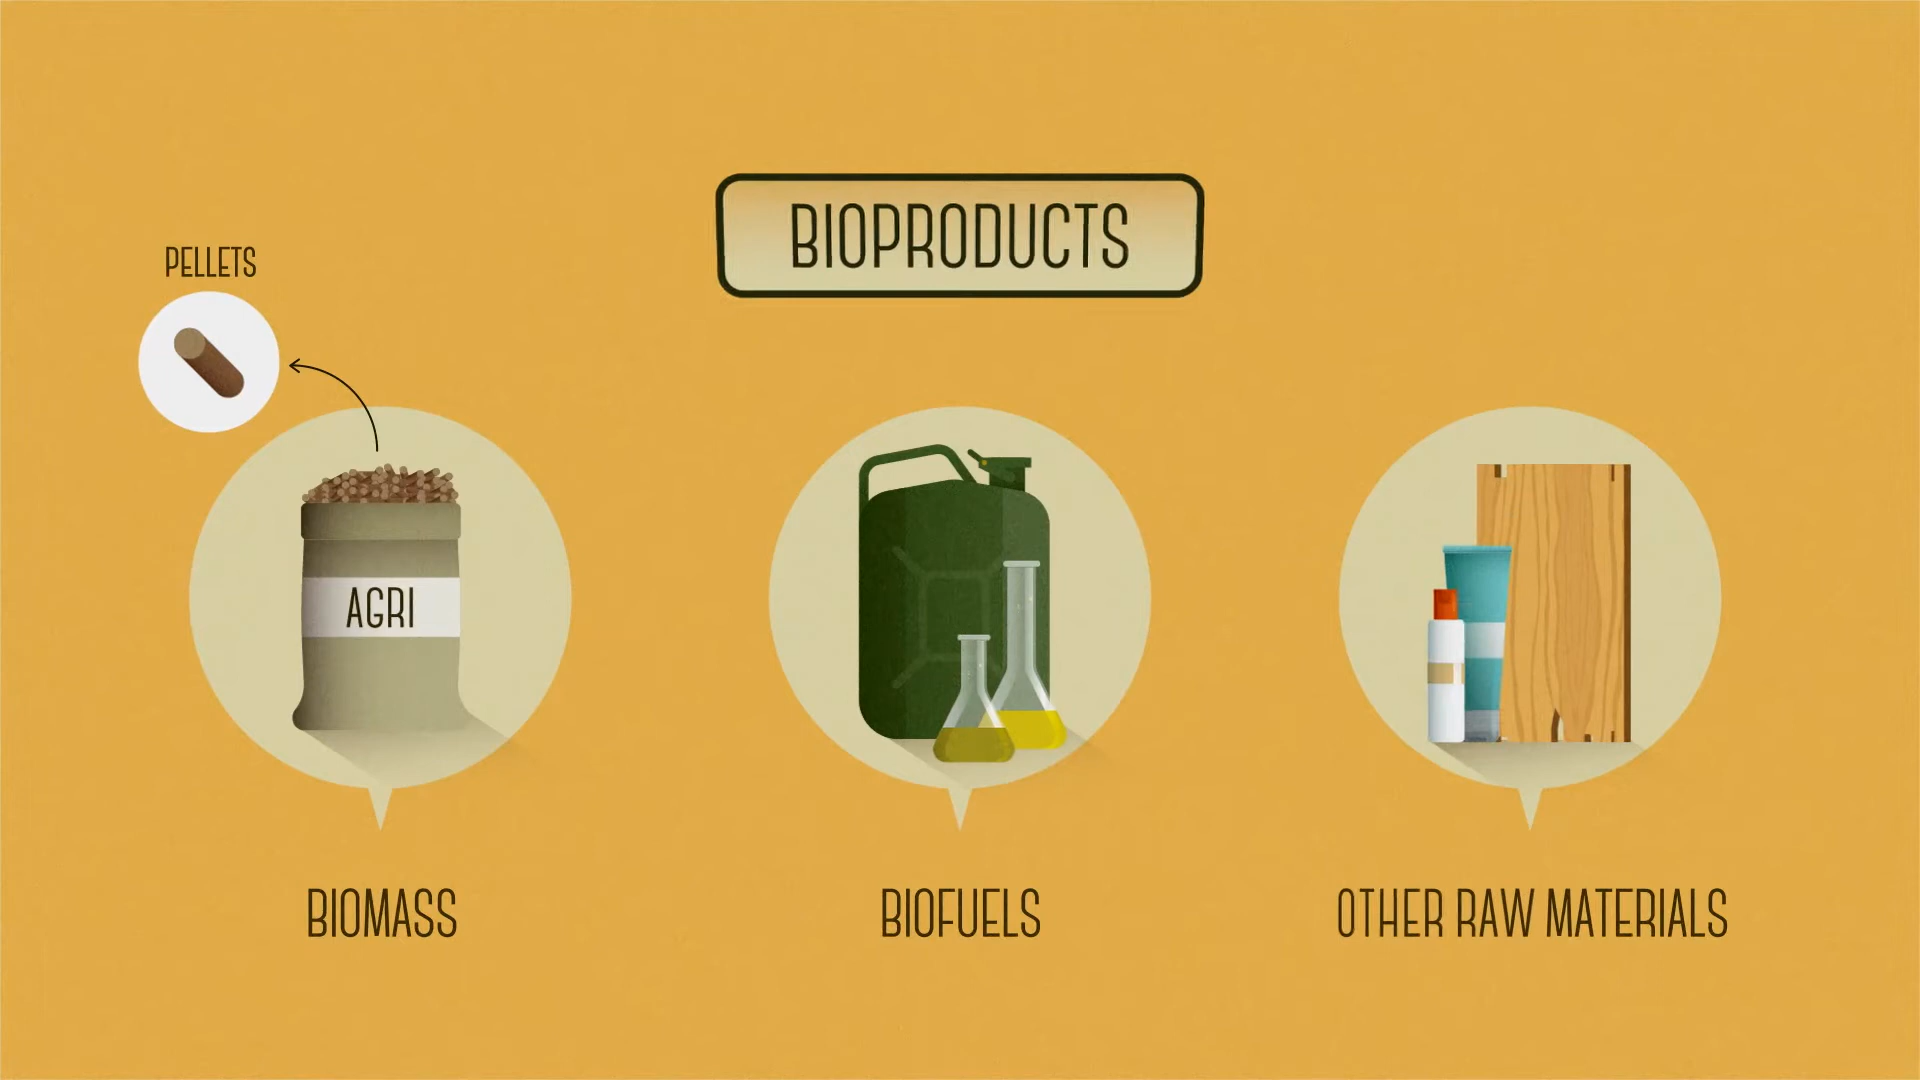 BIOPRODUCTS
PELLETS
AGRI
BIOMASS
BIOFUELS
OTHER RAW MATERIALS